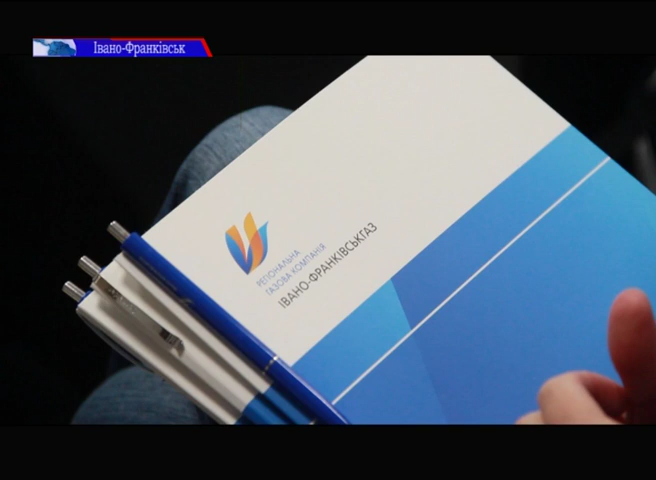 Івано-Франківськ
РЕГІОНАЛЬНА
ГАЗОВА КОМПАНІЯ
ІВАНО-ФРАНКІВСЬКГАЗ